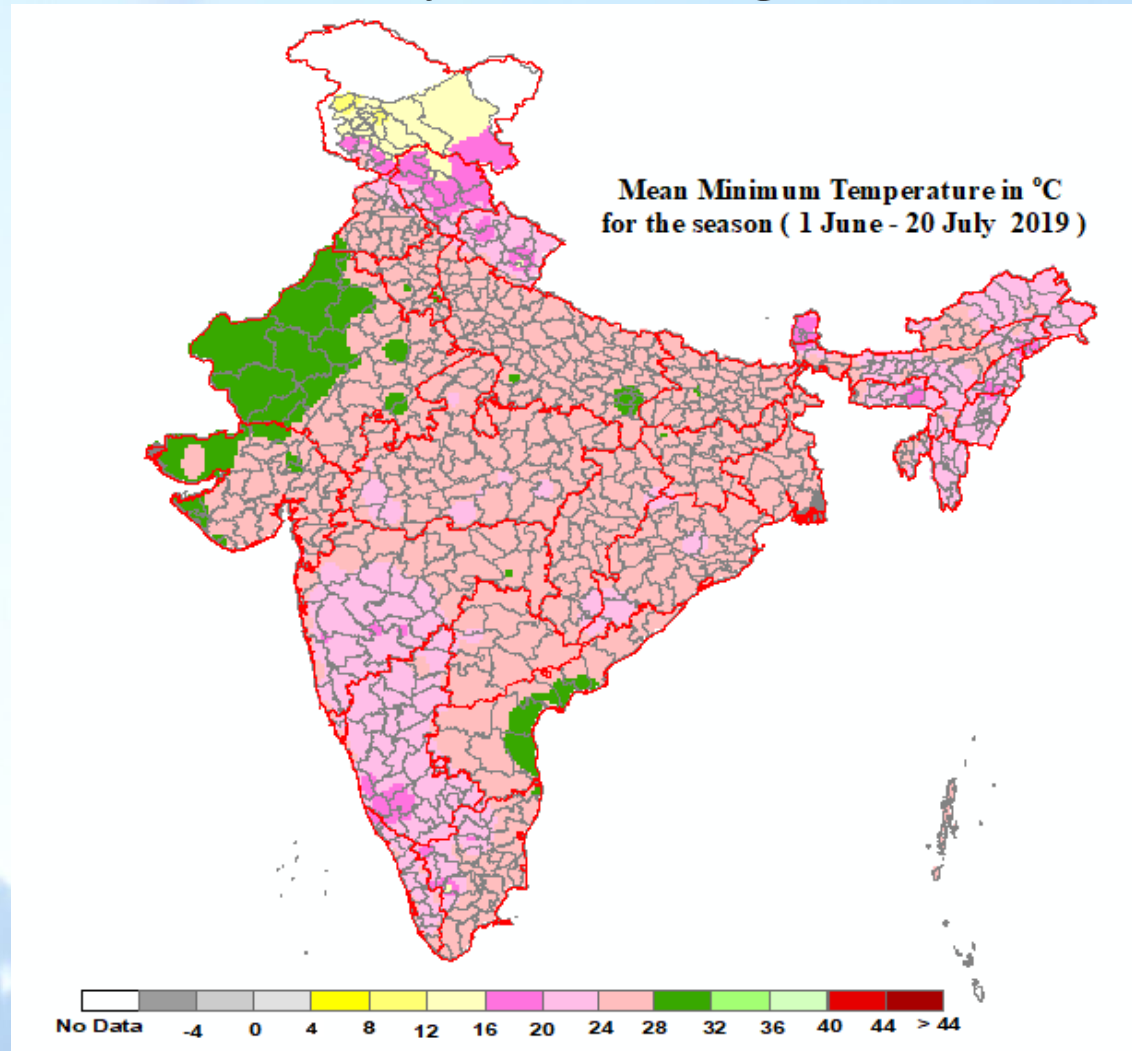 Mean Minimum Temperature in °C
for the season ( 1 June - 20 July 2019 )
No Data -4 0 4 8 12 16 20 24 28 32 36 40 44 > 44